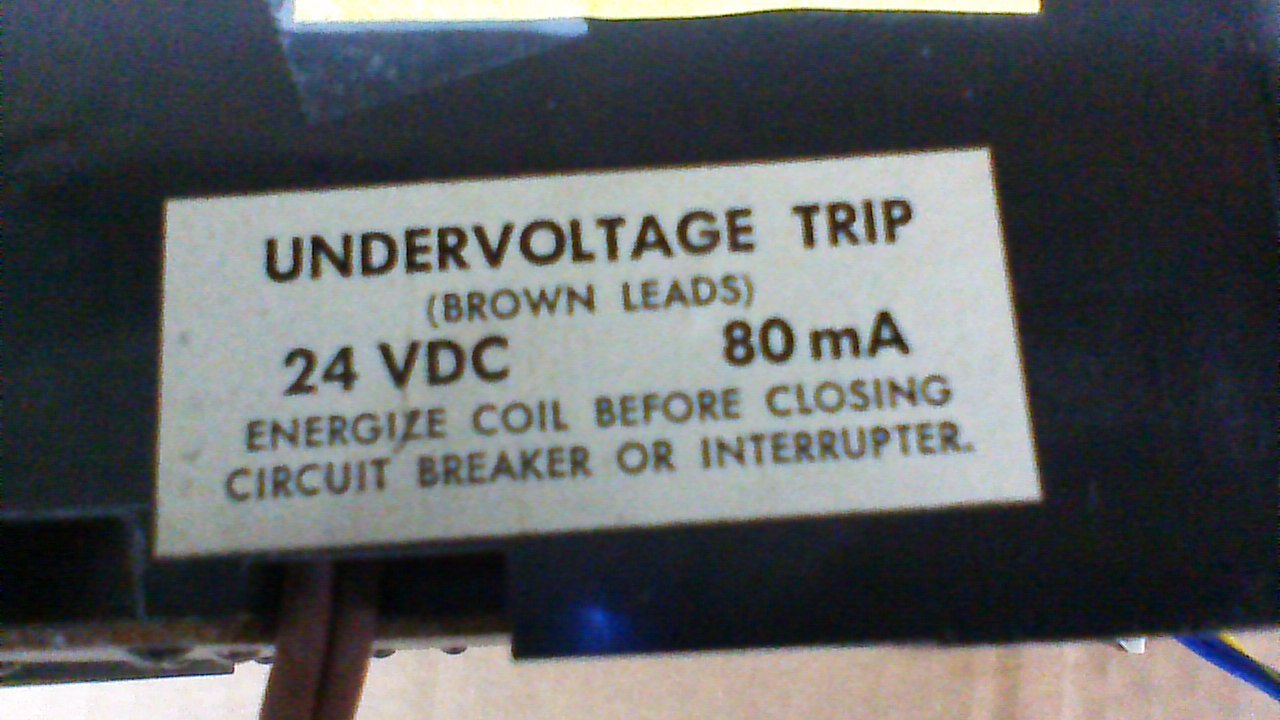 UNDERVOLTAGE TRIP
(BROWN LEADS)
24 VDC 80 mA
ENERGIZE COIL BEFORE CLOSING
CIRCUIT BREAKER OR INTERRUPTER.